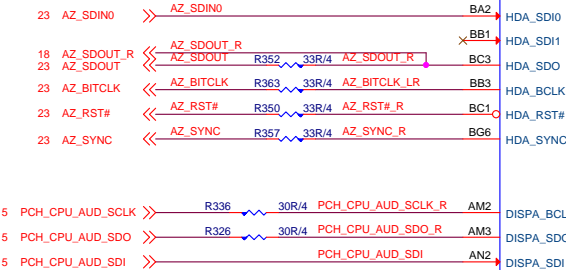 23 AZ_SDIN0 AZ_SDIN0 BA2 HDA_SDI0
BB1 HDA_SDI1
18 AZ_SDOUT_R AZ_SDOUT_R
23 AZ_SDOUT AZ_SDOUT R352 33R/4 AZ_SDOUT_R BC3 HDA_SDO
23 AZ_BITCLK AZ_BITCLK R363 33R/4 AZ_BITCLK_LR BB3 HDA_BCLK
23 AZ_RST# AZ_RST# R350 33R/4 AZ_RST#_R BC1 HDA_RST#
23 AZ_SYNC AZ_SYNC R357 33R/4 AZ_SYNC_R BG6 HDA_SYNC
5 PCH_CPU_AUD_SCLK R336 30R/4 PCH_CPU_AUD_SCLK_R AM2 DISPA_BCL
5 PCH_CPU_AUD_SDO R326 30R/4 PCH_CPU_AUD_SDO_R AM3 DISPA_SDO
5 PCH_CPU_AUD_SDI PCH_CPU_AUD_SDI AN2 DISPA_SDI